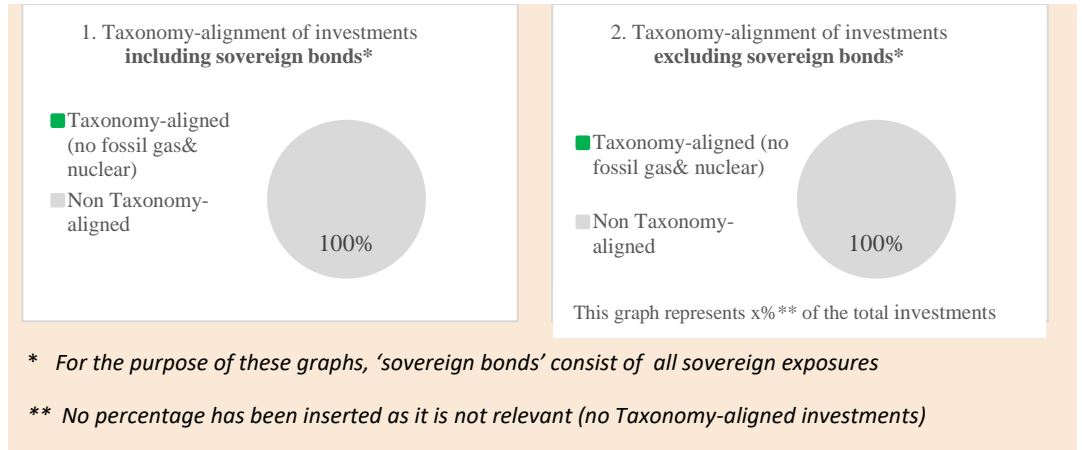 1. Taxonomy-alignment of investments
including sovereign bonds*
Taxonomy-aligned
(no fossil gas&
nuclear)
Non Taxonomy-
aligned
100%
2. Taxonomy-alignment of investments
excluding sovereign bonds*
Taxonomy-aligned (no
fossil gas& nuclear)
Non Taxonomy-
aligned
100%
This graph represents x%** of the total investments
* For the purpose of these graphs, ‘sovereign bonds’ consist of all sovereign exposures
** No percentage has been inserted as it is not relevant (no Taxonomy-aligned investments)